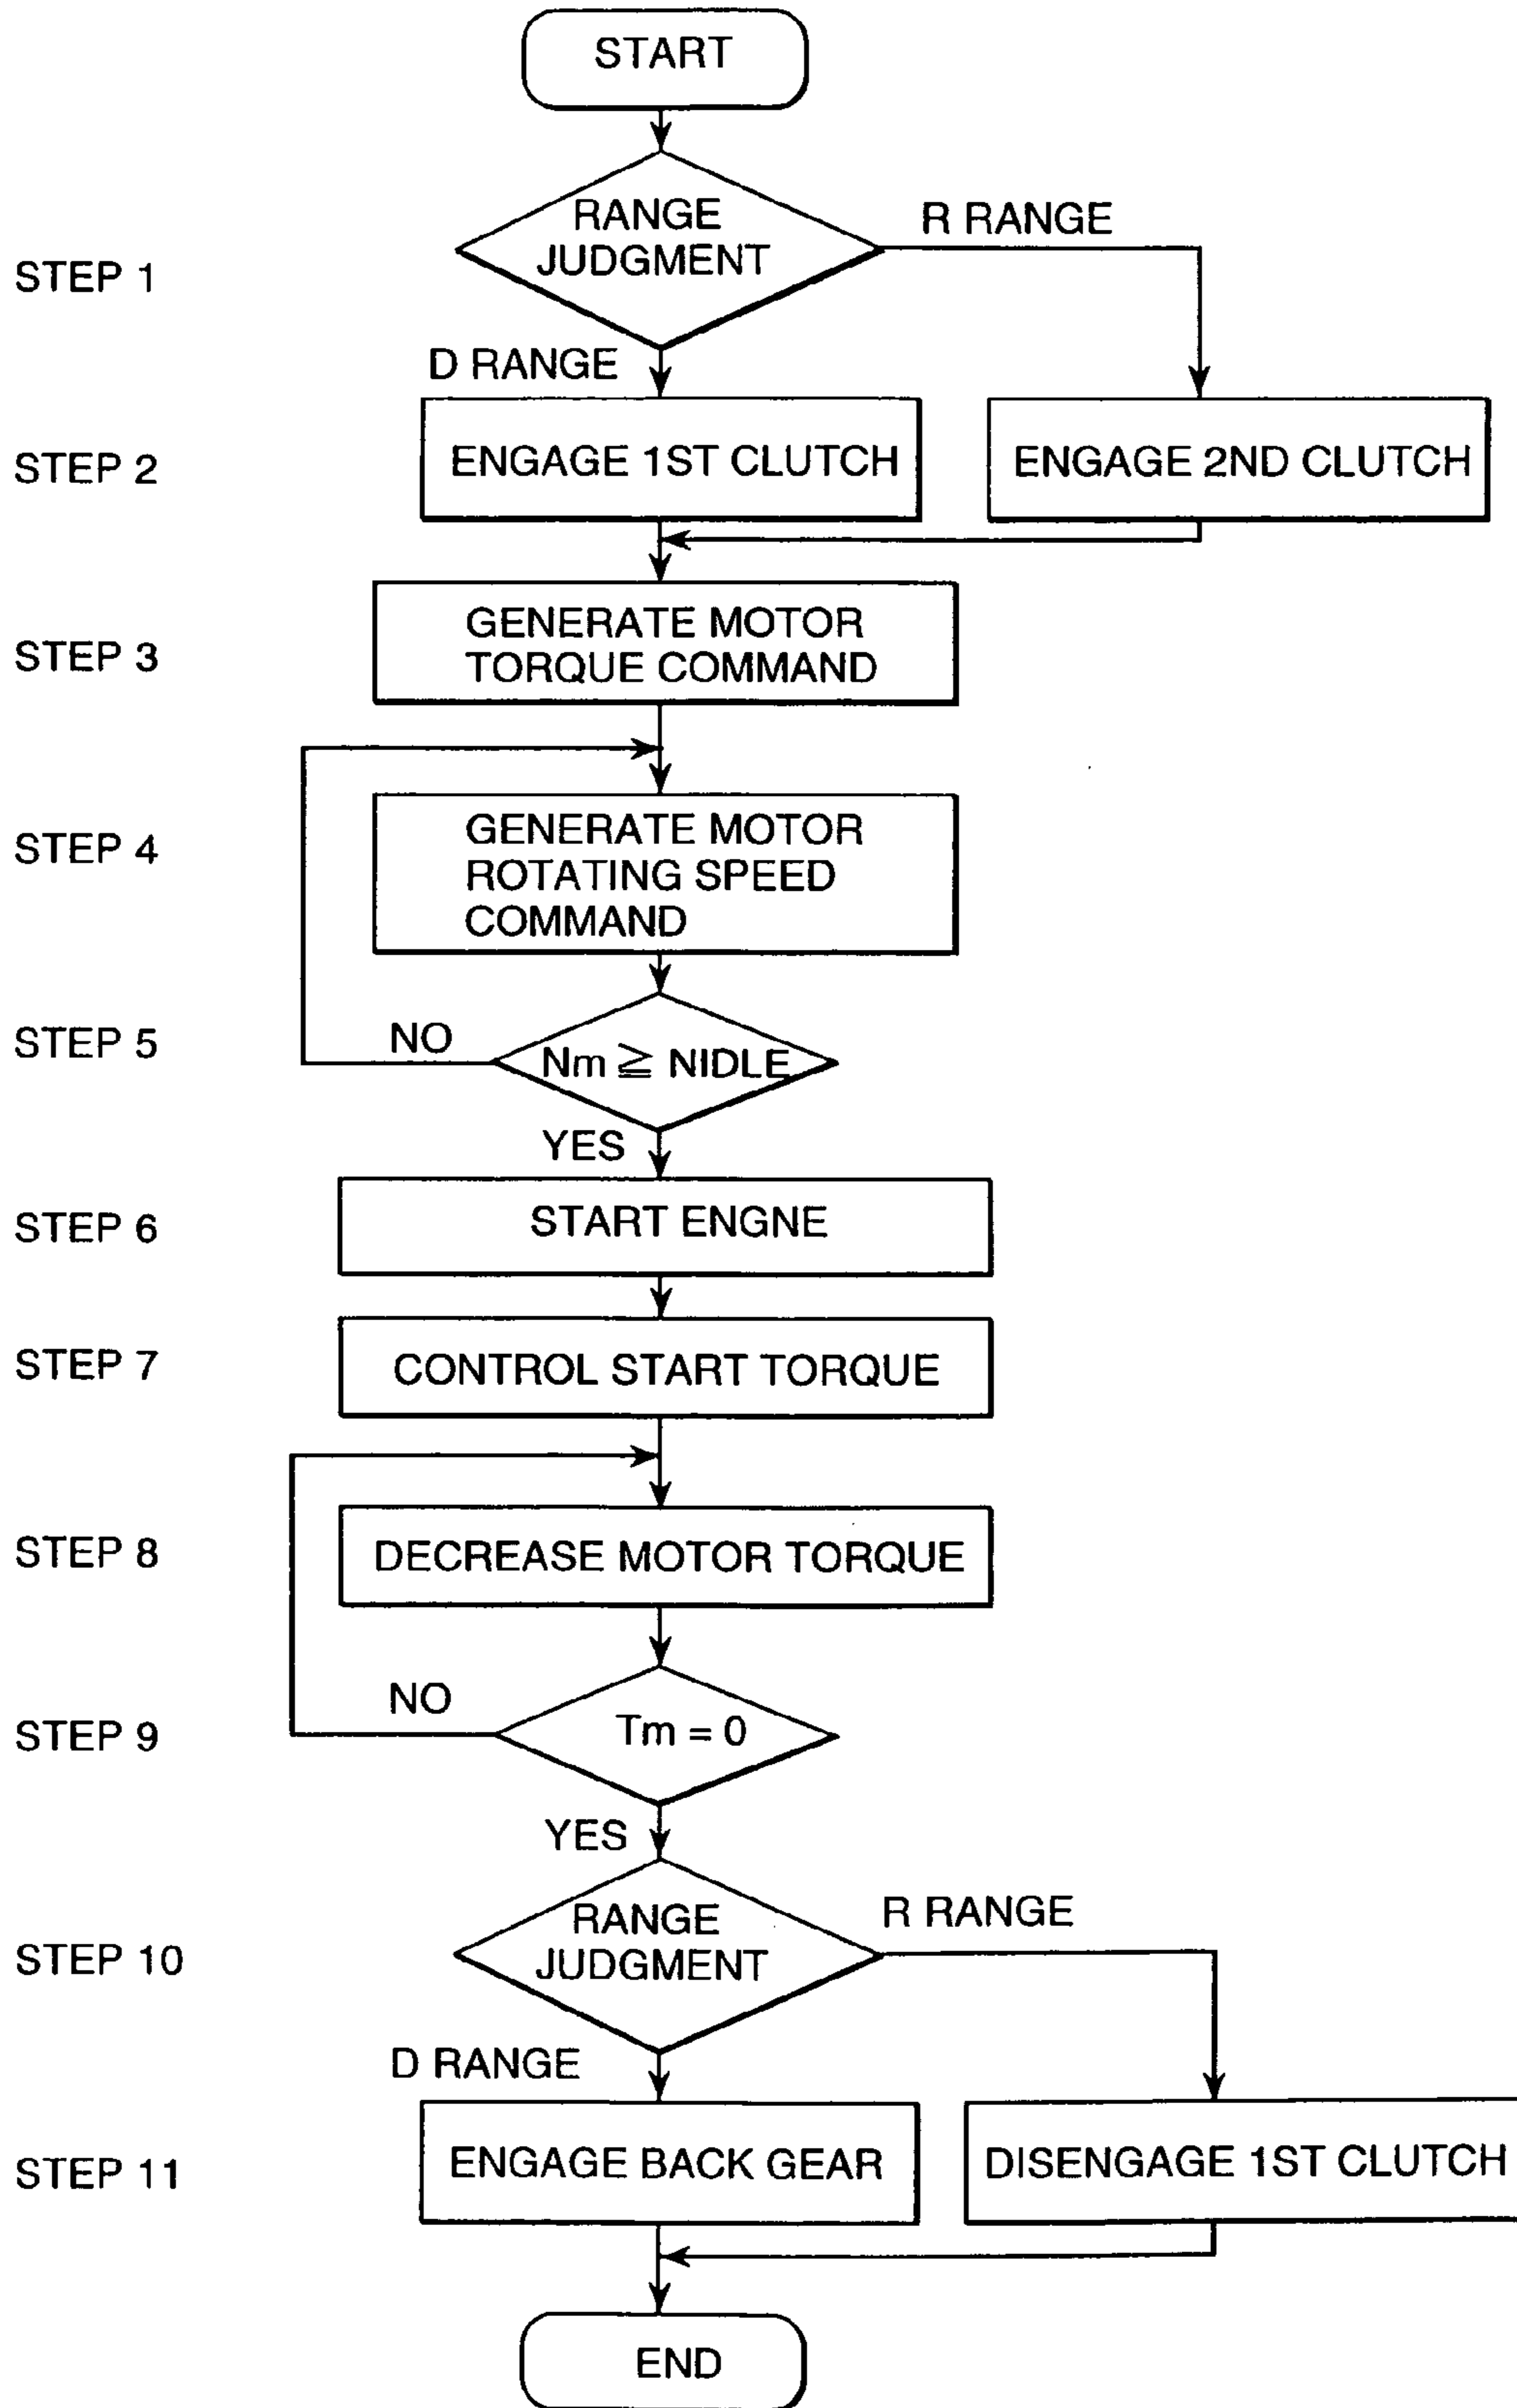 START
RANGE
JUDGMENT
R RANGE
STEP 1
D RANGE
STEP 2
ENGAGE 1ST CLUTCH
ENGAGE 2ND CLUTCH
STEP 3
GENERATE MOTOR
TORQUE COMMAND
STEP 4
GENERATE MOTOR
ROTATING SPEED
COMMAND
STEP 5
NO
Nm ≧ NIDLE
YES
STEP 6
START ENGNE
STEP 7
CONTROL START TORQUE
STEP 8
DECREASE MOTOR TORQUE
NO
STEP 9
Tm = 0
YES
R RANGE
STEP 10
RANGE
JUDGMENT
D RANGE
STEP 11
ENGAGE BACK GEAR
DISENGAGE 1ST CLUTCH
END